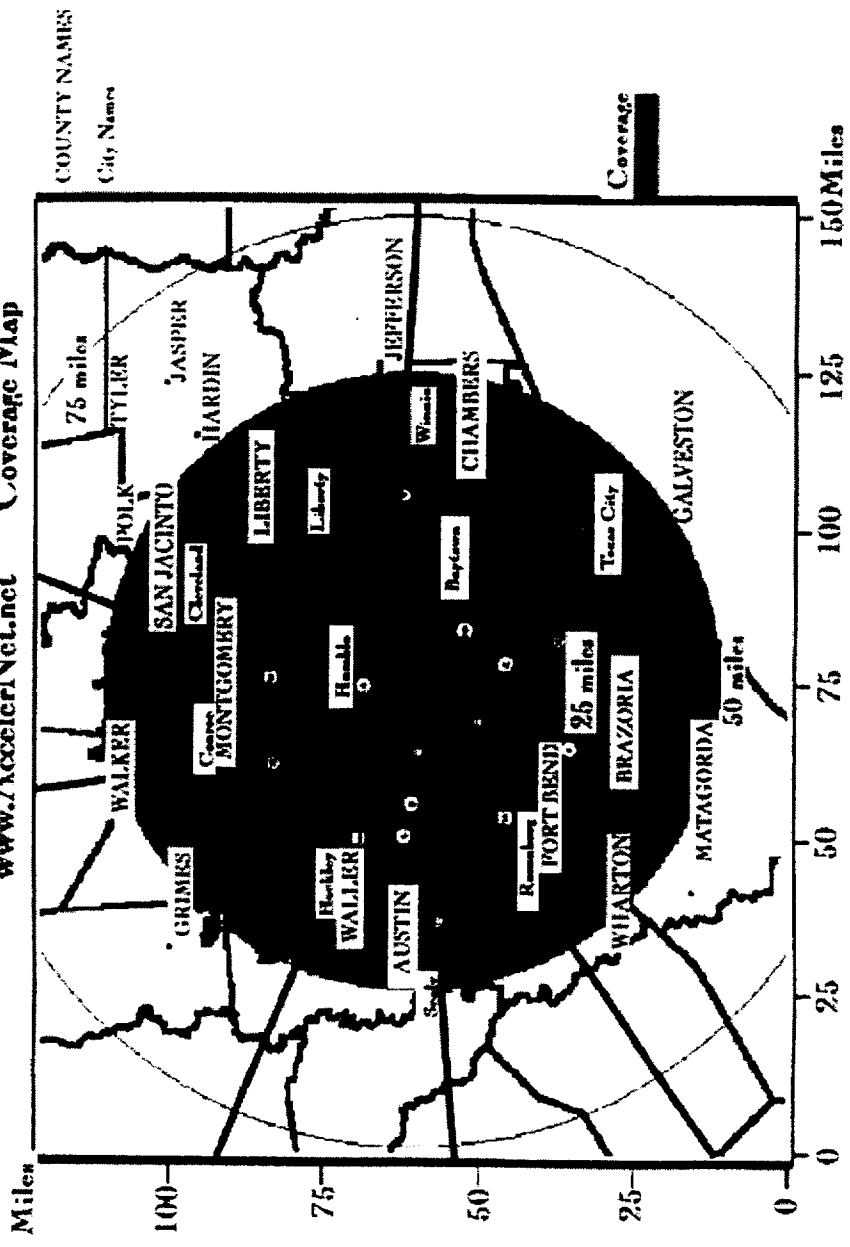 www.AccelerNet.net Coverage Map
Miles
COUNTY NAMES
City Names
75 miles
TYLER
JASPER
HARDIN
POLK
SAN JACINTO
Cleveland
LIBERTY
Liberty
JEFFERSON
Winnie
CHAMBERS
WALKER
Conroe
MONTGOMERY
Humble
Baytown
Texas City
GALVESTON
GRIMES
Hockley
WALLER
AUSTIN
Sealy
Rosenberg
FORT BEND
25 miles
BRAZORIA
WHARTON
MATAGORDA
50 miles
Coverage
100
75
50
25
0
0
25
50
75
100
125
150 Miles